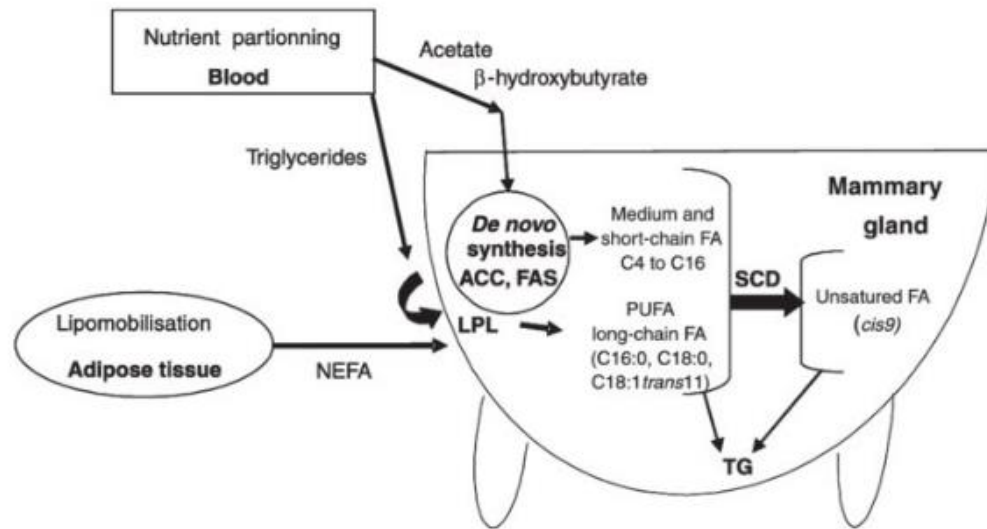 Nutrient partionning
Blood
Acetate
β-hydroxybutyrate
Triglycerides
Mammary
gland
De novo
synthesis
ACC, FAS
Medium and
short-chain FA
C4 to C16
SCD
Unsatured FA
(cis9)
LPL
PUFA
long-chain FA
(C16:0, C18:0,
C18:1trans11)
Lipomobilisation
Adipose tissue
NEFA
TG